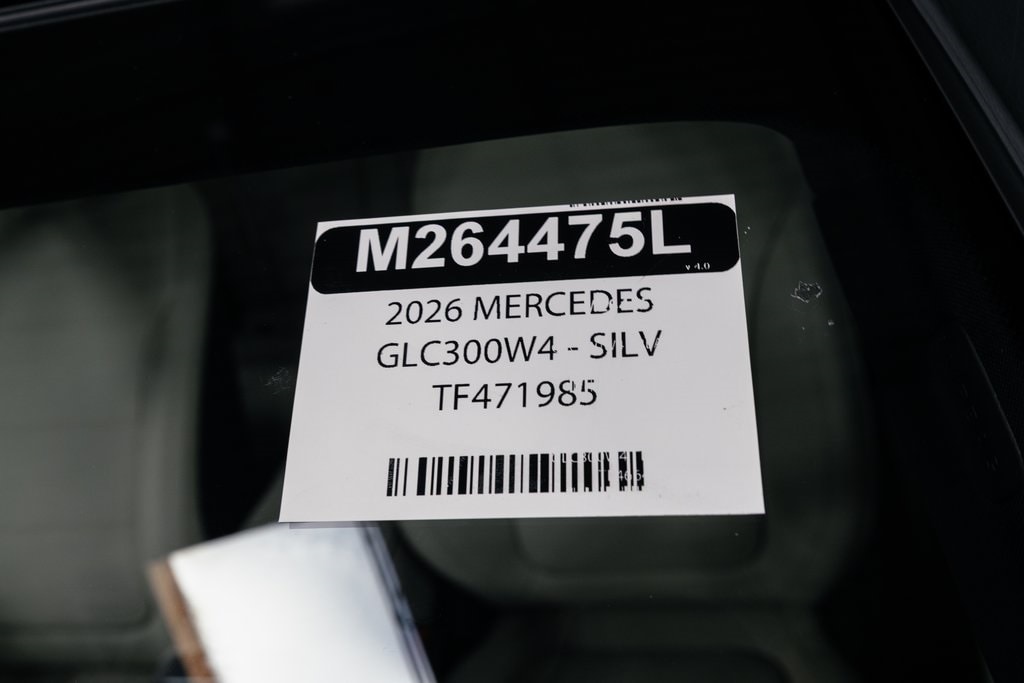 M264475L
v 4.0
2026 MERCEDES
GLC300W4 - SILV
TF471985